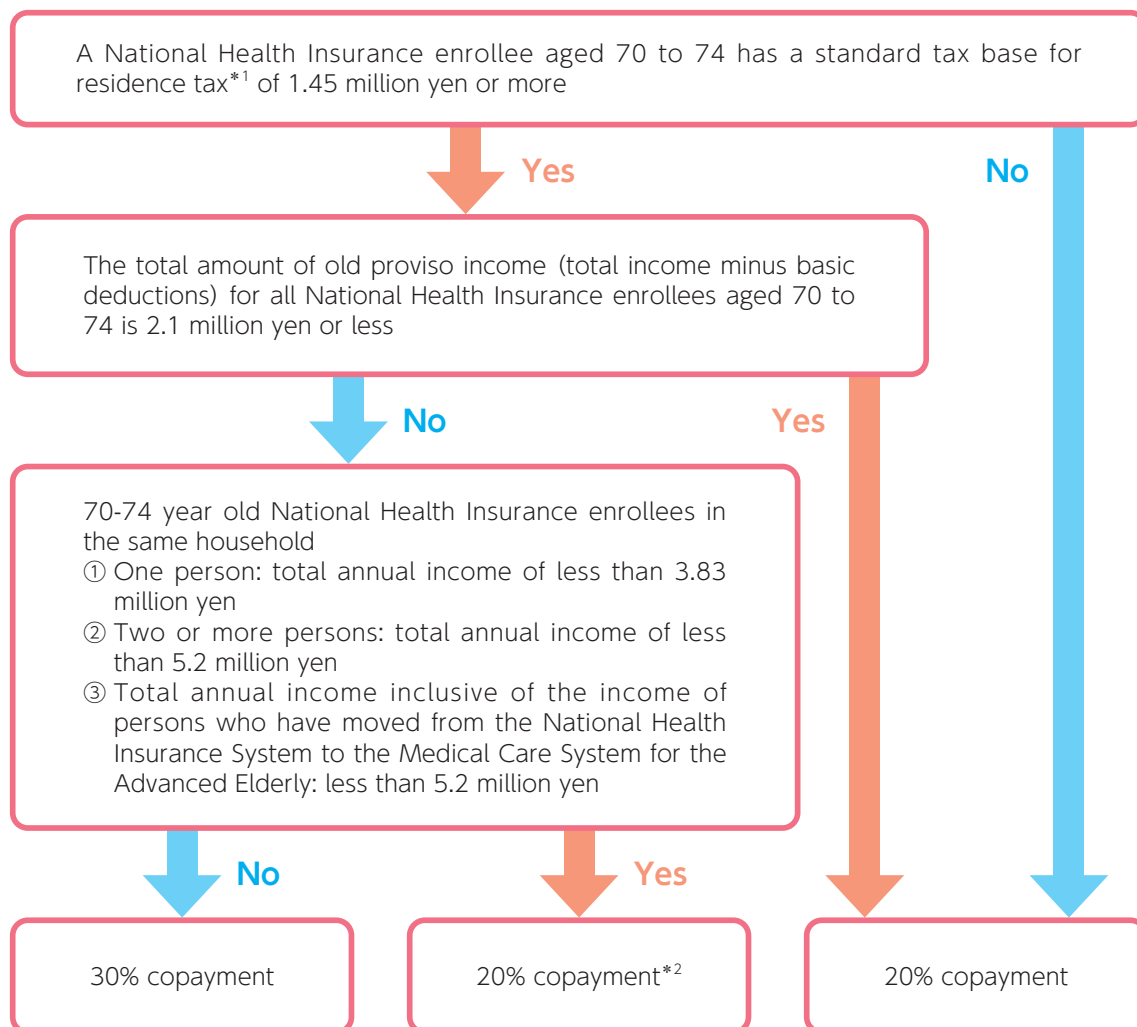 A National Health Insurance enrollee aged 70 to 74 has a standard tax base for
residence tax*1 of 1.45 million yen or more
Yes
No
The total amount of old proviso income (total income minus basic
deductions) for all National Health Insurance enrollees aged 70 to
74 is 2.1 million yen or less
No
Yes
70-74 year old National Health Insurance enrollees in
the same household
① One person: total annual income of less than 3.83
million yen
② Two or more persons: total annual income of less
than 5.2 million yen
③ Total annual income inclusive of the income of
persons who have moved from the National Health
Insurance System to the Medical Care System for the
Advanced Elderly: less than 5.2 million yen
No
Yes
30% copayment
20% copayment*2
20% copayment